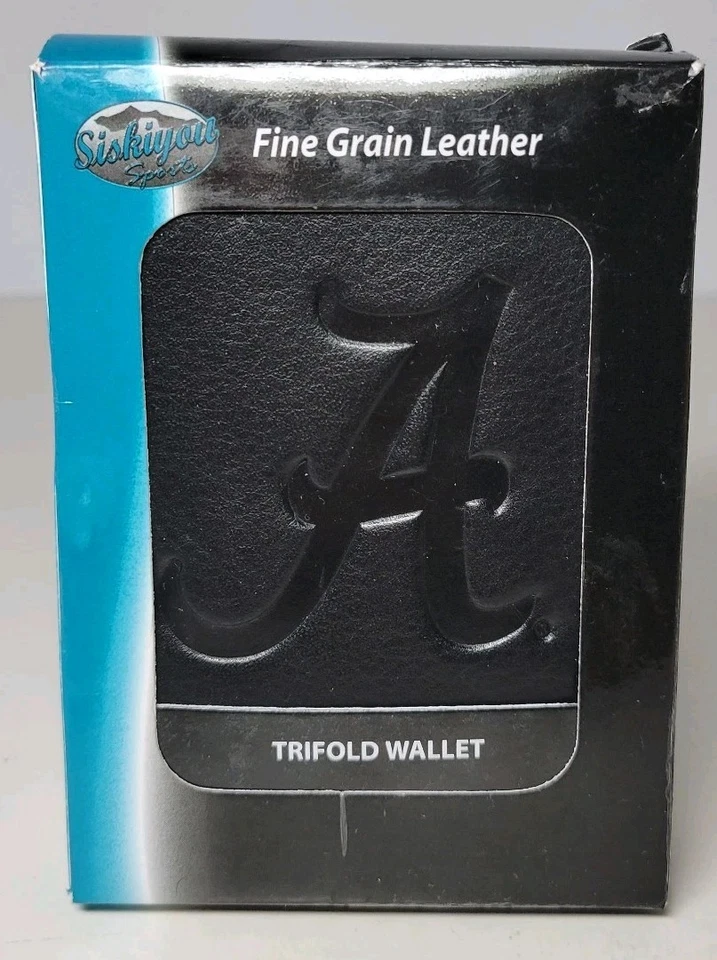 Siskiyou
Sports
Fine Grain Leather
A
®
TRIFOLD WALLET